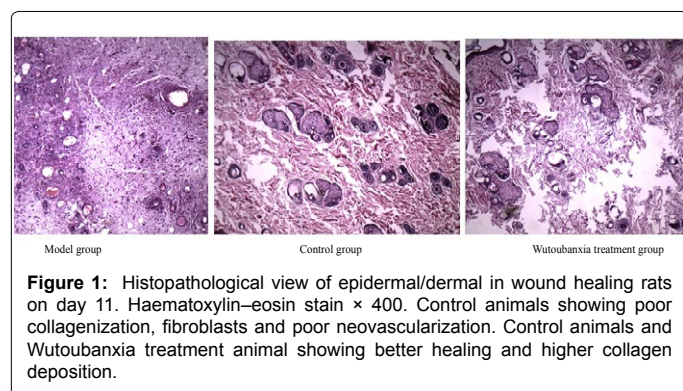 Model group Control group Wutoubanxia treatment group
Figure 1: Histopathological view of epidermal/dermal in wound healing rats
on day 11. Haematoxylin–eosin stain × 400. Control animals showing poor
collagenization, fibroblasts and poor neovascularization. Control animals and
Wutoubanxia treatment animal showing better healing and higher collagen
deposition.